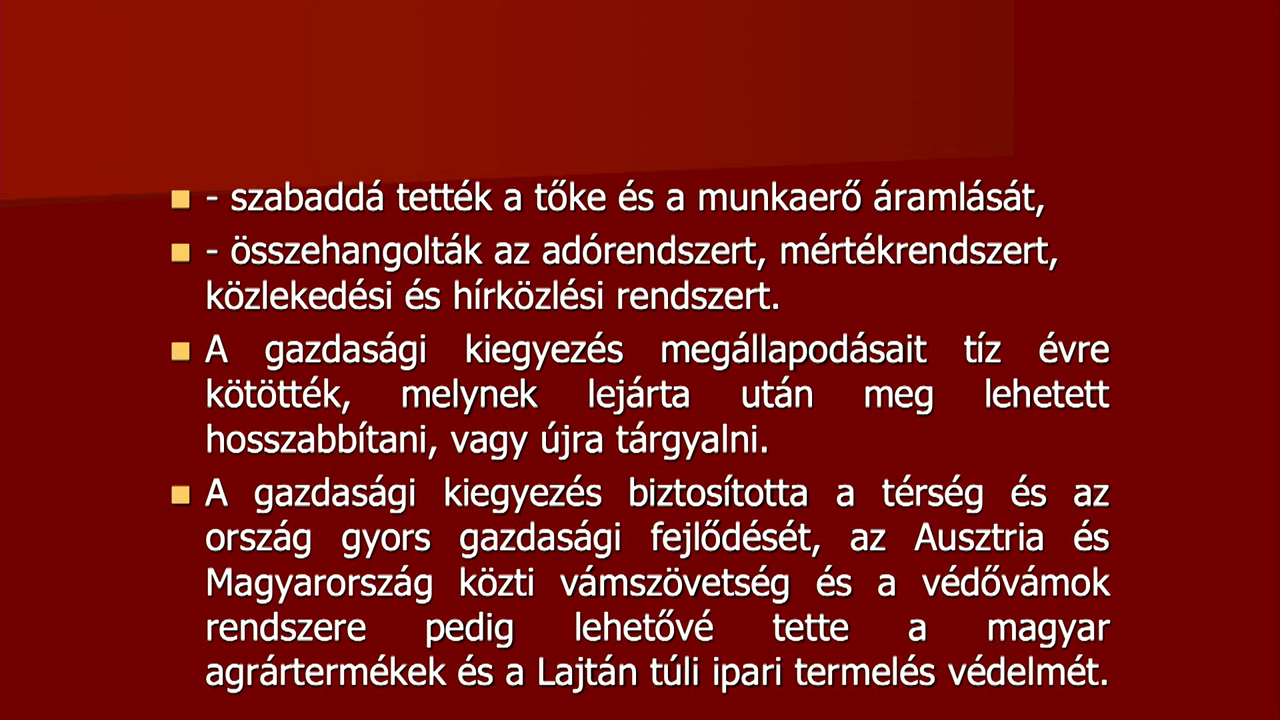 - szabaddá tették a tőke és a munkaerő áramlását,
- összehangolták az adórendszert, mértékrendszert,
közlekedési és hírközlési rendszert.
A gazdasági kiegyezés megállapodásait tíz évre
kötötték, melynek lejárta után meg lehetett
hosszabbítani, vagy újra tárgyalni.
A gazdasági kiegyezés biztosította a térség és az
ország gyors gazdasági fejlődését, az Ausztria és
Magyarország közti vámszövetség és a védővámok
rendszere pedig lehetővé tette a magyar
agrártermékek és a Lajtán túli ipari termelés védelmét.